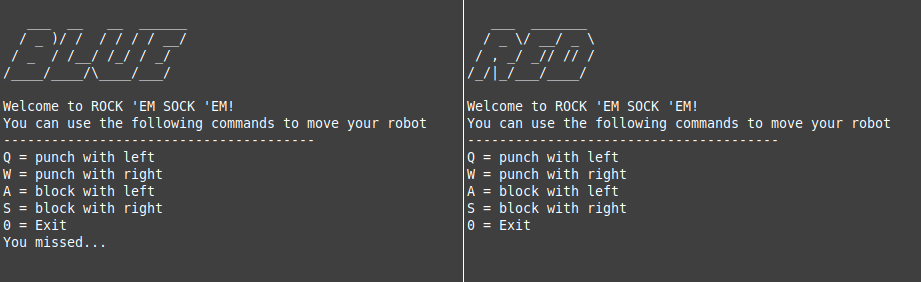 BLUE
Welcome to ROCK 'EM SOCK 'EM!
You can use the following commands to move your robot
---------------------------------------
Q = punch with left
W = punch with right
A = block with left
S = block with right
0 = Exit
You missed...
RED
Welcome to ROCK 'EM SOCK 'EM!
You can use the following commands to move your robot
---------------------------------------
Q = punch with left
W = punch with right
A = block with left
S = block with right
0 = Exit